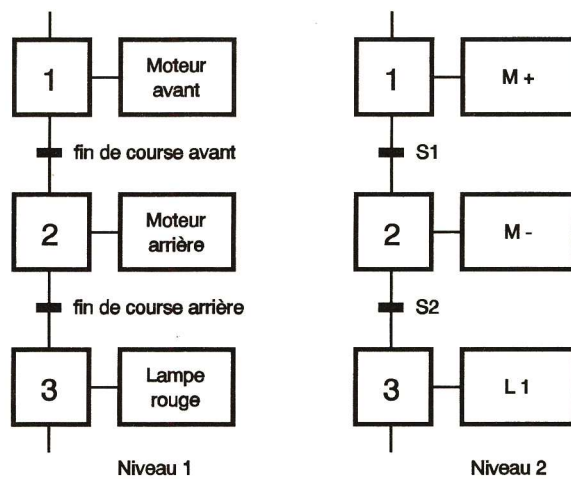 1
Moteur
avant
fin de course avant
2
Moteur
arrière
fin de course arrière
3
Lampe
rouge
Niveau 1
1
M +
S1
2
M -
S2
3
L 1
Niveau 2